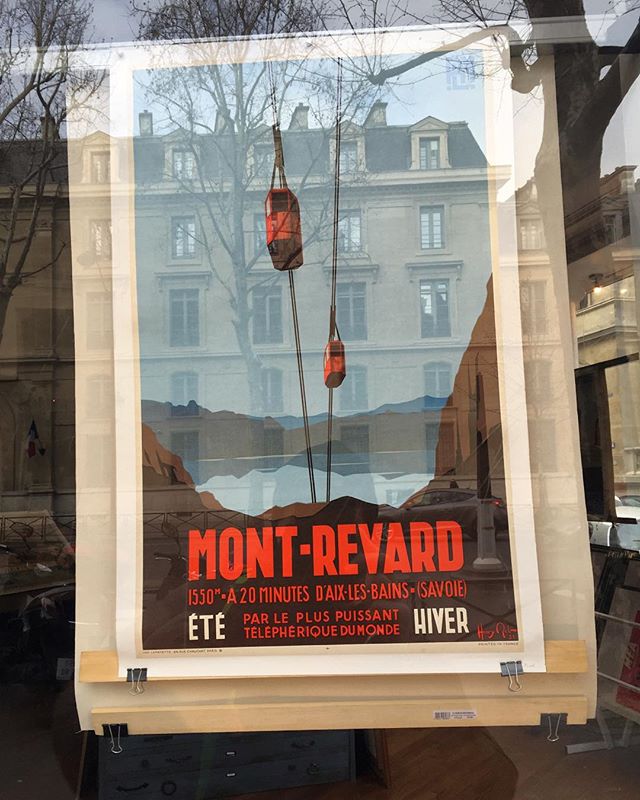 MONT-REVARD
1550ᴹ•A 20 MINUTES D'AIX-LES-BAINS•(SAVOIE)
ÉTÉ PAR LE PLUS PUISSANT HIVER
TÉLÉPHÉRIQUE DU MONDE
PRINTED IN FRANCE